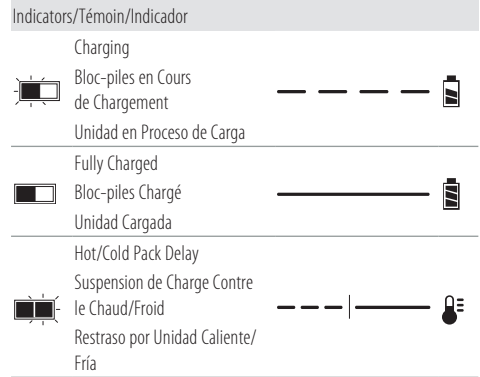 Indicators/Témoin/Indicador
Charging
Bloc-piles en Cours
de Chargement
Unidad en Proceso de Carga
Fully Charged
Bloc-piles Chargé
Unidad Cargada
Hot/Cold Pack Delay
Suspension de Charge Contre
le Chaud/Froid
Restraso por Unidad Caliente/
Fría